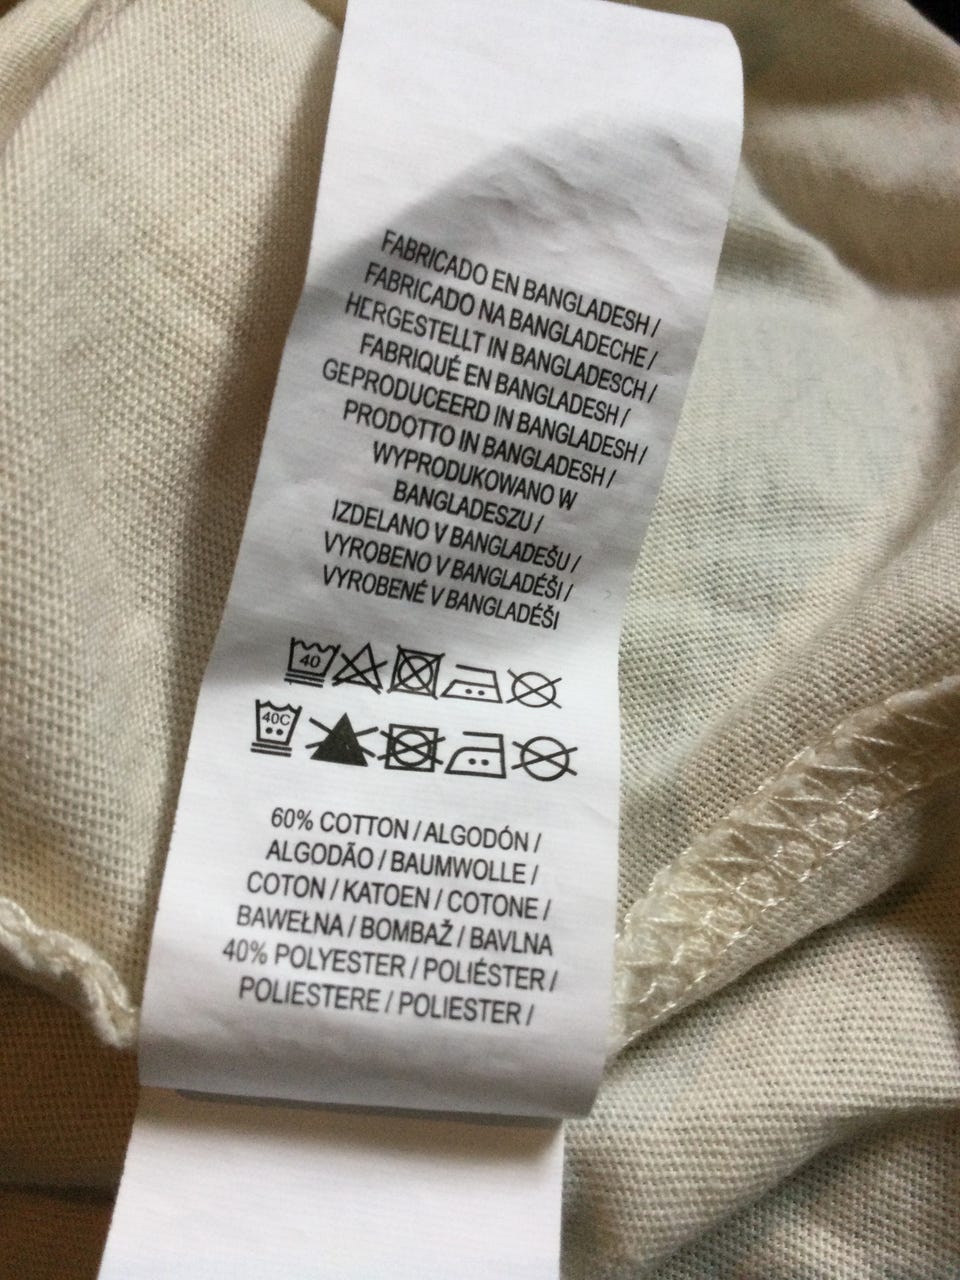 FABRICADO EN BANGLADESH /
FABRICADO NA BANGLADECHE /
HERGESTELLT IN BANGLADESCH /
FABRIQUÉ EN BANGLADESH /
GEPRODUCEERD IN BANGLADESH /
PRODOTTO IN BANGLADESH /
WYPRODUKOWANO W
BANGLADESZU /
IZDELANO V BANGLADEŠU /
VYROBENO V BANGLADÉŠI /
VYROBENÉ V BANGLADÉŠI
40
40C
60% COTTON / ALGODÓN /
ALGODÃO / BAUMWOLLE /
COTON / KATOEN / COTONE /
BAWEŁNA / BOMBAŽ / BAVLNA
40% POLYESTER / POLIÉSTER /
POLIESTERE / POLIESTER /